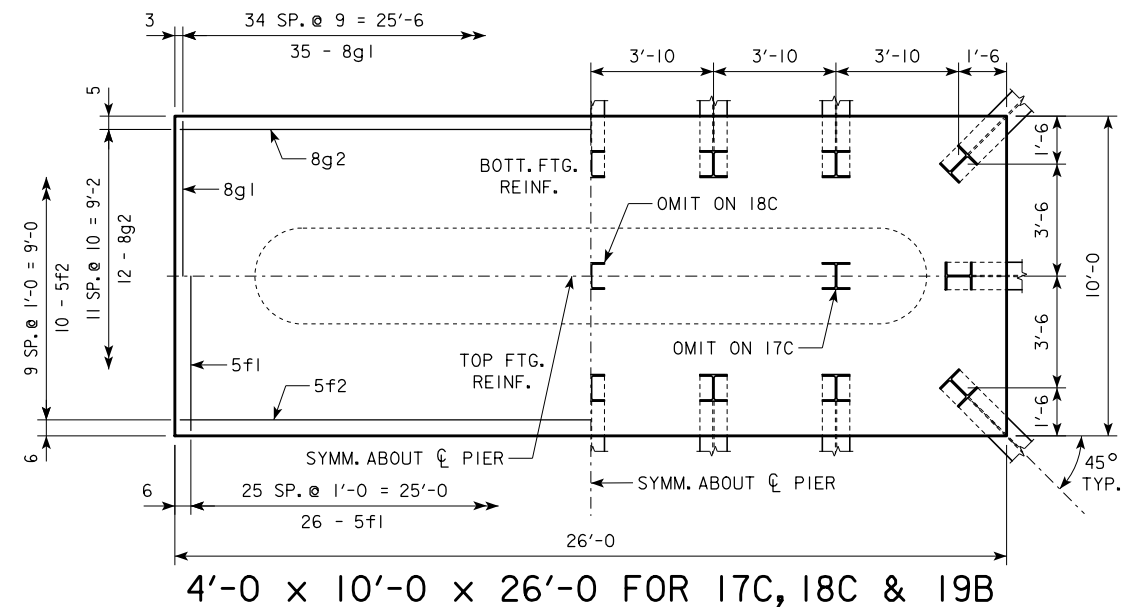 3
34 SP. @ 9 = 25'-6
35 - 8g1
3'-10
3'-10
3'-10
1'-6
5
8g2
BOTT. FTG.
REINF.
8g1
OMIT ON 18C
1'-6
3'-6
10'-0
3'-6
1'-6
9 SP. @ 1'-0 = 9'-0
10 - 5f2
11 SP. @ 10 = 9'-2
12 - 8g2
OMIT ON 17C
TOP FTG.
REINF.
5f1
5f2
6
SYMM. ABOUT ℄ PIER
45°
TYP.
6
25 SP. @ 1'-0 = 25'-0
26 - 5f1
SYMM. ABOUT ℄ PIER
26'-0
4'-0 x 10'-0 x 26'-0 FOR 17C, 18C & 19B